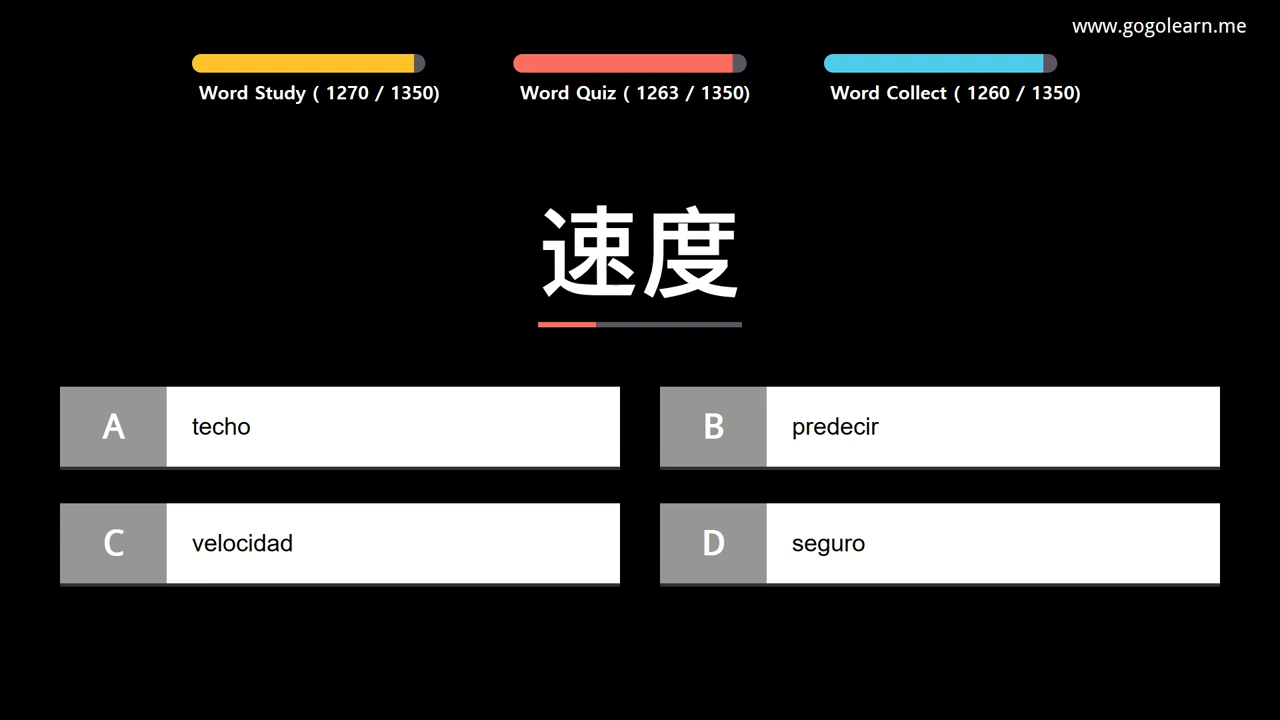 www.gogolearn.me
Word Study ( 1270 / 1350)
Word Quiz ( 1263 / 1350)
Word Collect ( 1260 / 1350)
速度
A techo
B predecir
C velocidad
D seguro